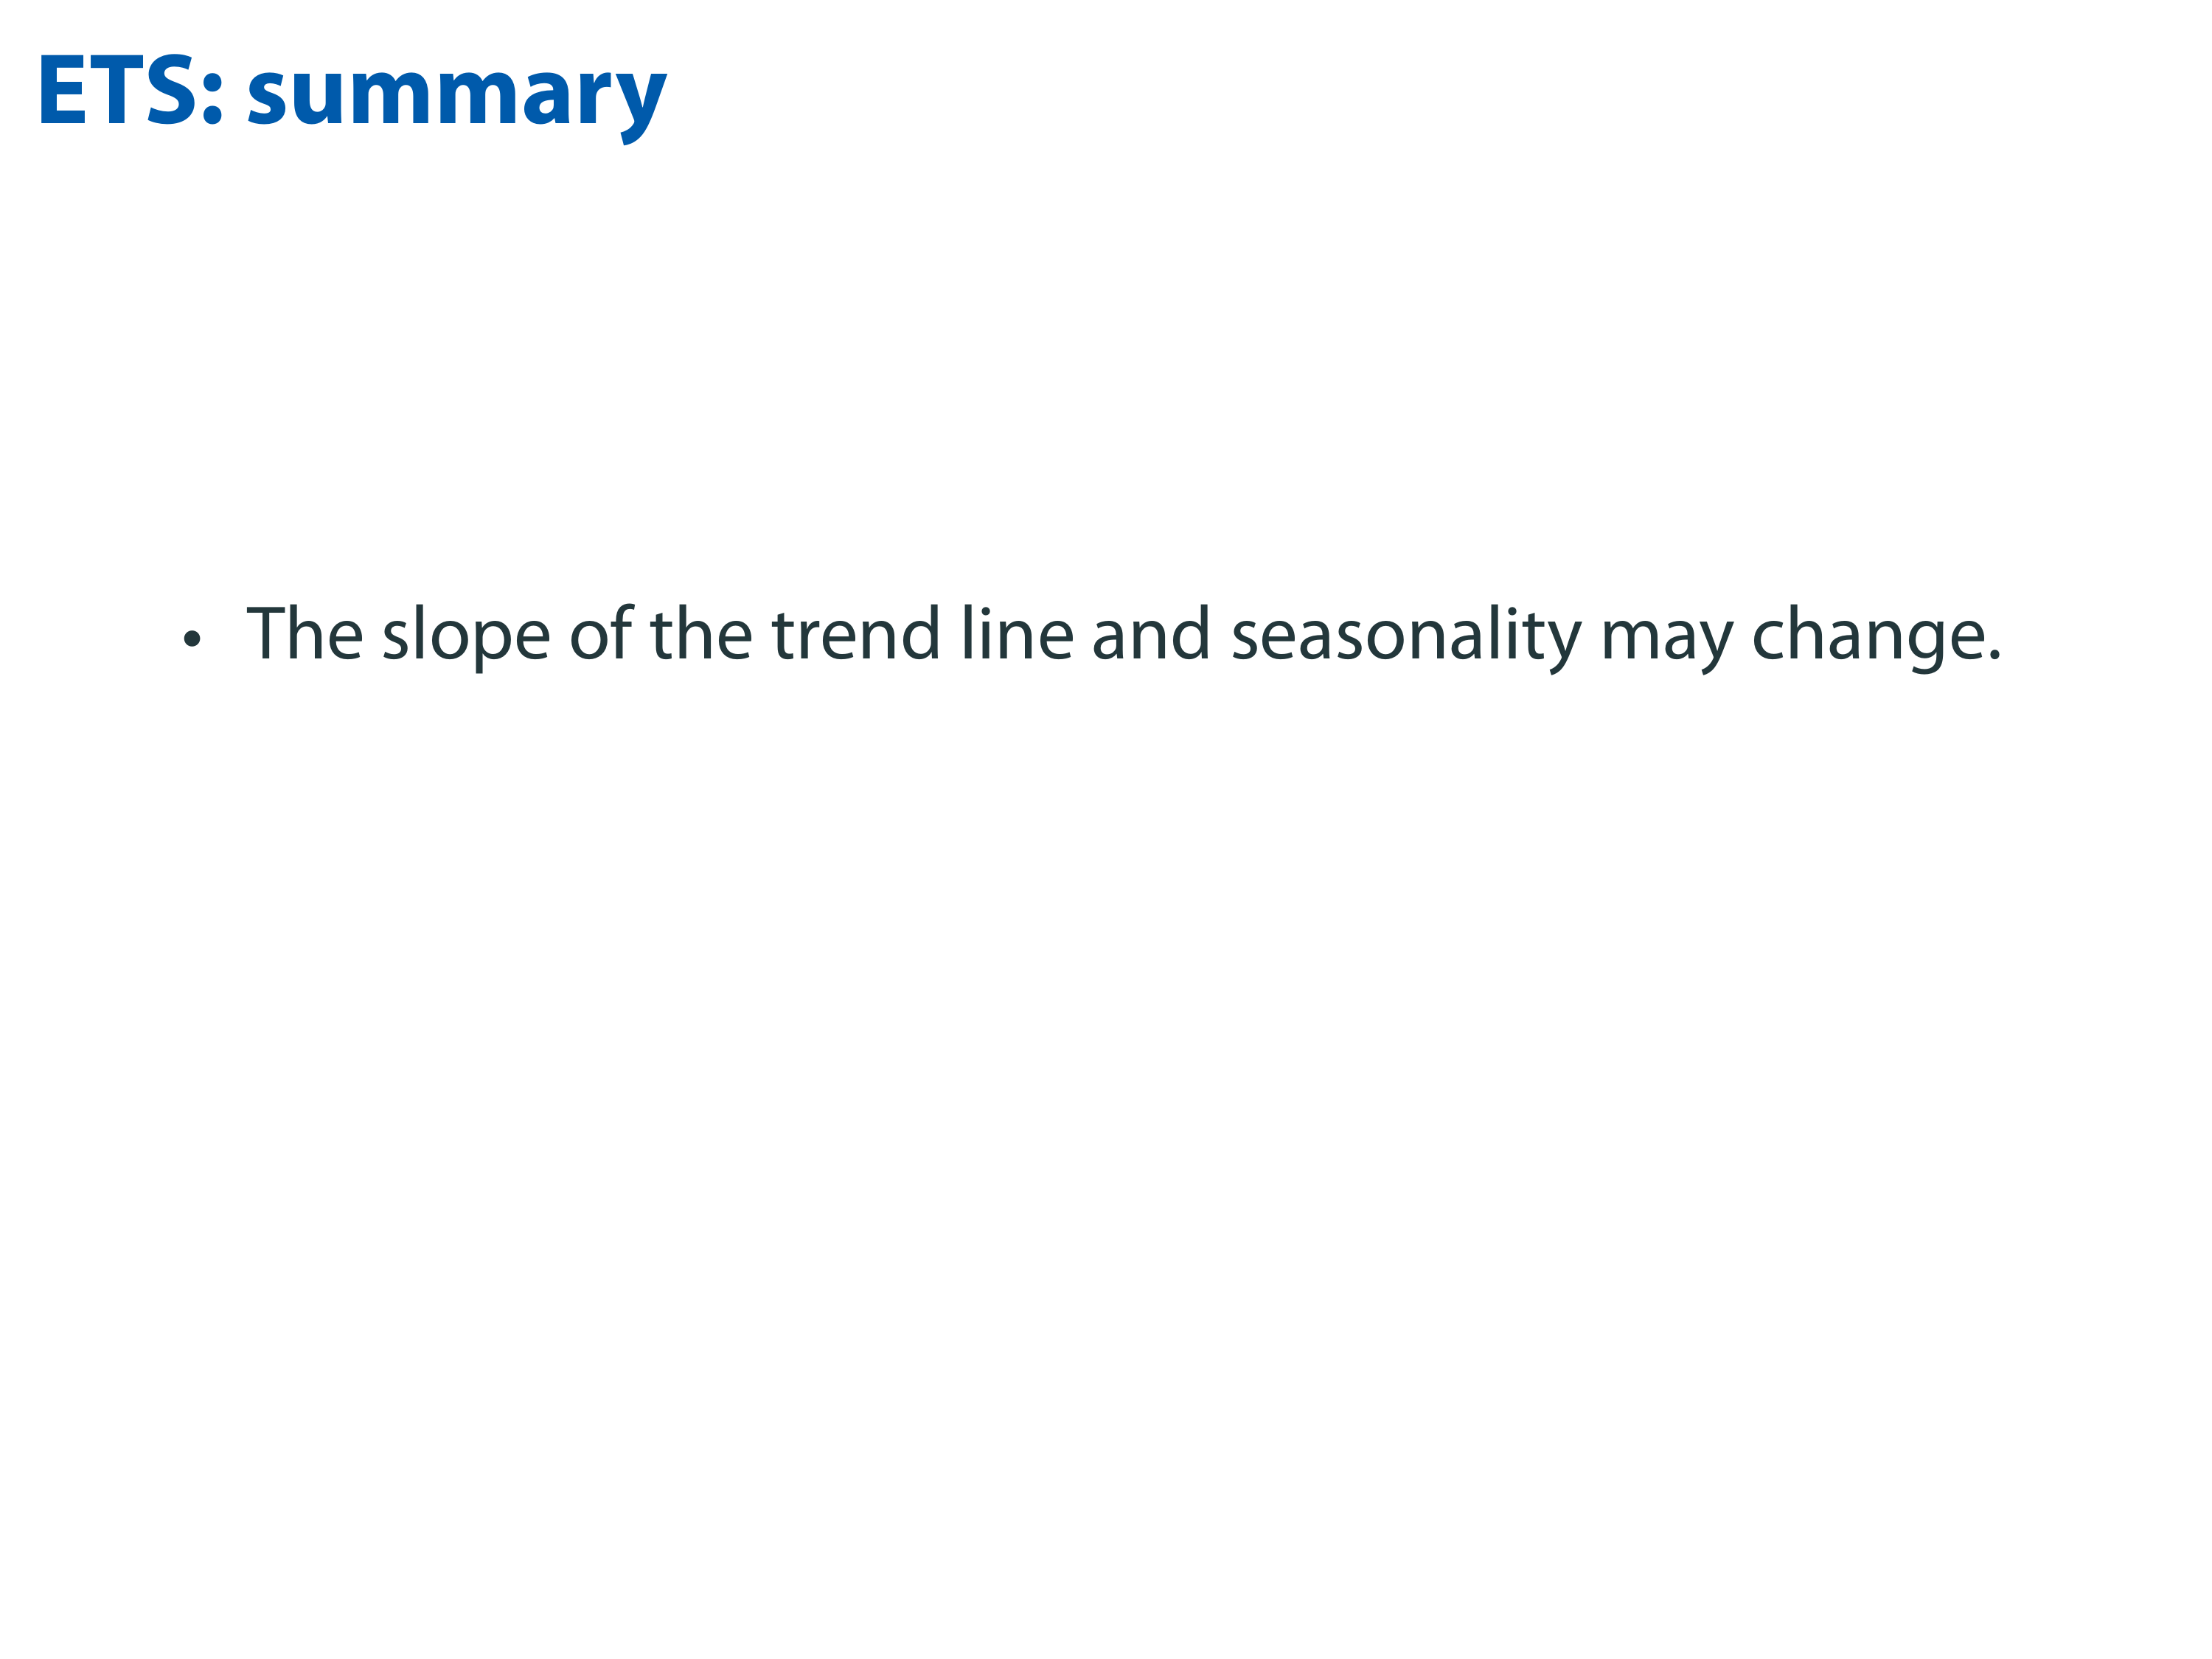 ETS: summary
• The slope of the trend line and seasonality may change.